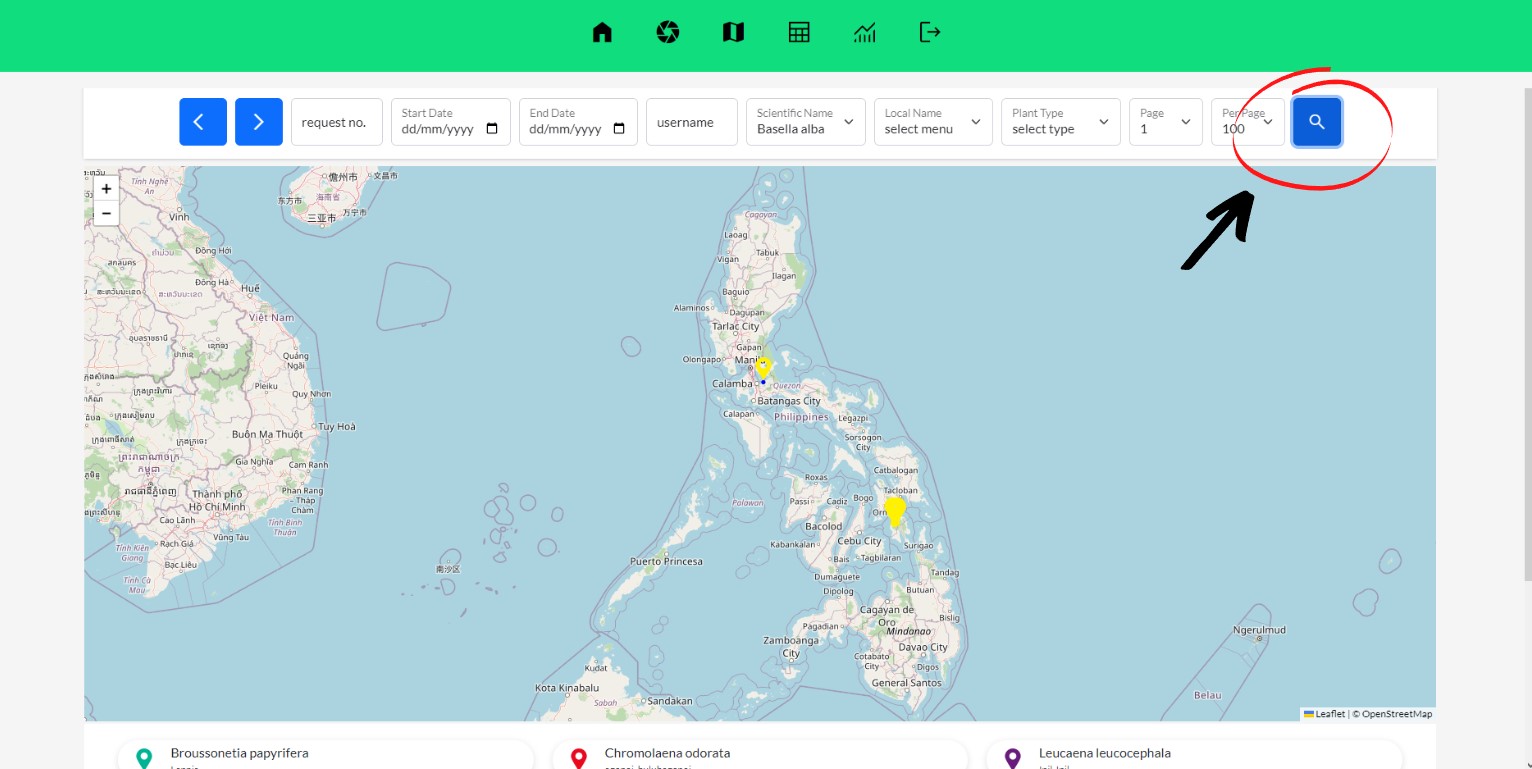 request no.
Start Date
dd/mm/yyyy
End Date
dd/mm/yyyy
username
Scientific Name
Basella alba
Local Name
select menu
Plant Type
select type
Page
1
Per Page
100
+
−
Tỉnh Nghệ
An
Vinh
儋州市
文昌市
东方市
海南省
三亚市
万宁市
Đồng Hới
Đông Hà
Huế
Việt Nam
Quảng
Ngãi
Pleiku
Quy Nhơn
Buôn Ma Thuột
Tuy Hoà
Gia Nghĩa
Cam Ranh
Thành phố
Hồ Chí Minh
Phan Rang
- Tháp
Chàm
Cao Lãnh
Tỉnh Bình
Thuận
Vũng Tàu
Tỉnh Kiên
Giang
Rạch Giá
Bạc Liêu
Tỉnh Cà
Mau
南沙区
Cagayan
Laoag
Vigan
Tabuk
Ilagan
Baguio
Alaminos
Dagupan
Tarlac City
Gapan
Olongapo
Calamba
Quezon
Batangas City
Calapan
Philippines
Legazpi
Sorsogon
City
Catbalogan
Roxas
Tacloban
Palawan
Passi
Cadiz
Bogo
Bacolod
Kabankalan
Cebu City
Puerto Princesa
Bais
Tagbilaran
Surigao
Dumaguete
Tandag
Dipolog
Butuan
Cagayan de
Oro
Bislig
Pagadian
Mindanao
Zamboanga
City
Davao City
Cotabato
City
Digos
General Santos
Kudat
Kota Kinabalu
Sabah
Sandakan
Ngerulmud
Belau
Leaflet | © OpenStreetMap
Broussonetia papyrifera
Chromolaena odorata
Leucaena leucocephala